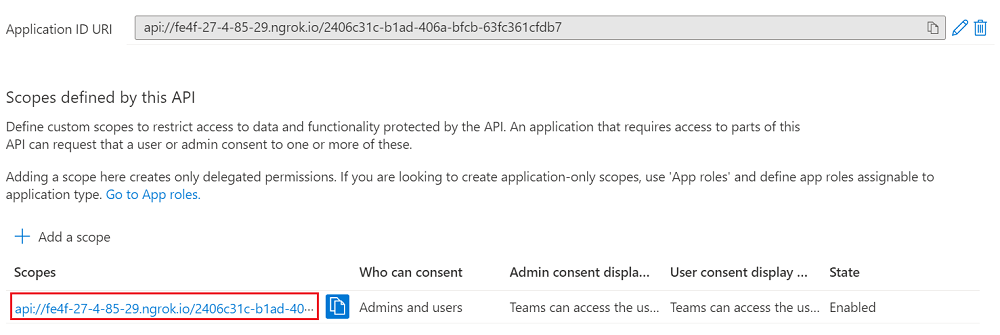 Application ID URI api://fe4f-27-4-85-29.ngrok.io/2406c31c-b1ad-406a-bfcb-63fc361cfdb7
Scopes defined by this API
Define custom scopes to restrict access to data and functionality protected by the API. An application that requires access to parts of this
API can request that a user or admin consent to one or more of these.
Adding a scope here creates only delegated permissions. If you are looking to create application-only scopes, use 'App roles' and define app roles assignable to
application type. Go to App roles.
Add a scope
Scopes Who can consent Admin consent displa... User consent display ... State
api://fe4f-27-4-85-29.ngrok.io/2406c31c-b1ad-40··· Admins and users Teams can access the us... Teams can access the us... Enabled